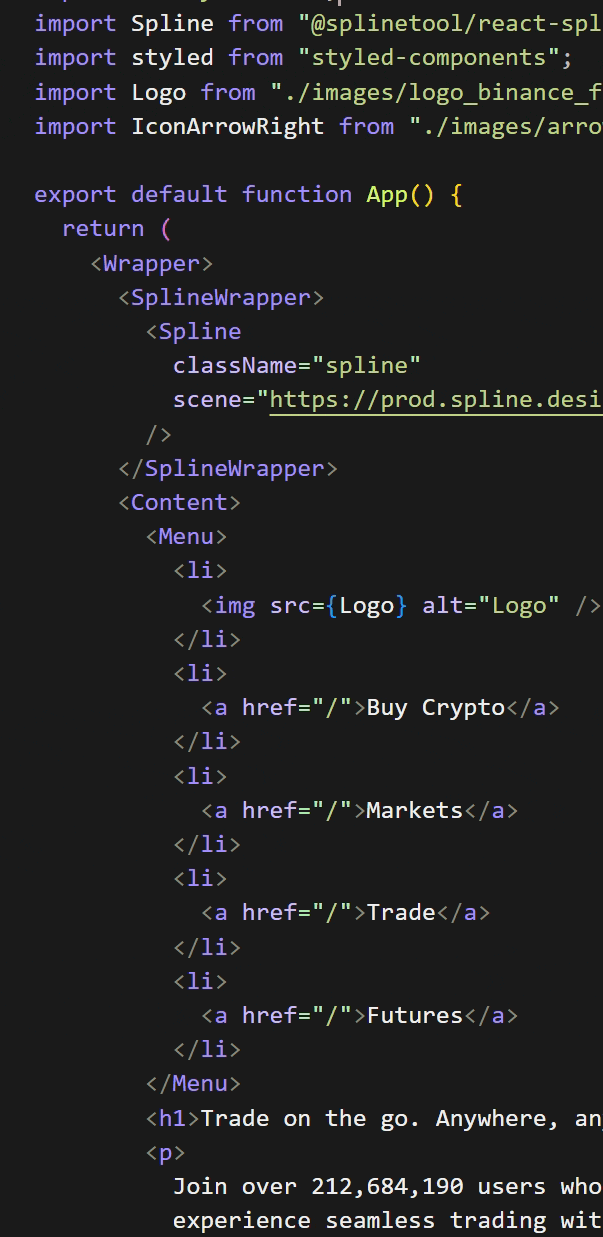 import Spline from "@splinetool/react-spl
import styled from "styled-components";
import Logo from "./images/logo_binance_f
import IconArrowRight from "./images/arro
export default function App() {
return (
<Wrapper>
<SplineWrapper>
<Spline
className="spline"
scene="https://prod.spline.desi
/>
</SplineWrapper>
<Content>
<Menu>
<li>
<img src={Logo} alt="Logo" />
</li>
<li>
<a href="/">Buy Crypto</a>
</li>
<li>
<a href="/">Markets</a>
</li>
<li>
<a href="/">Trade</a>
</li>
<li>
<a href="/">Futures</a>
</li>
</Menu>
<h1>Trade on the go. Anywhere, an
<p>
Join over 212,684,190 users who
experience seamless trading wit